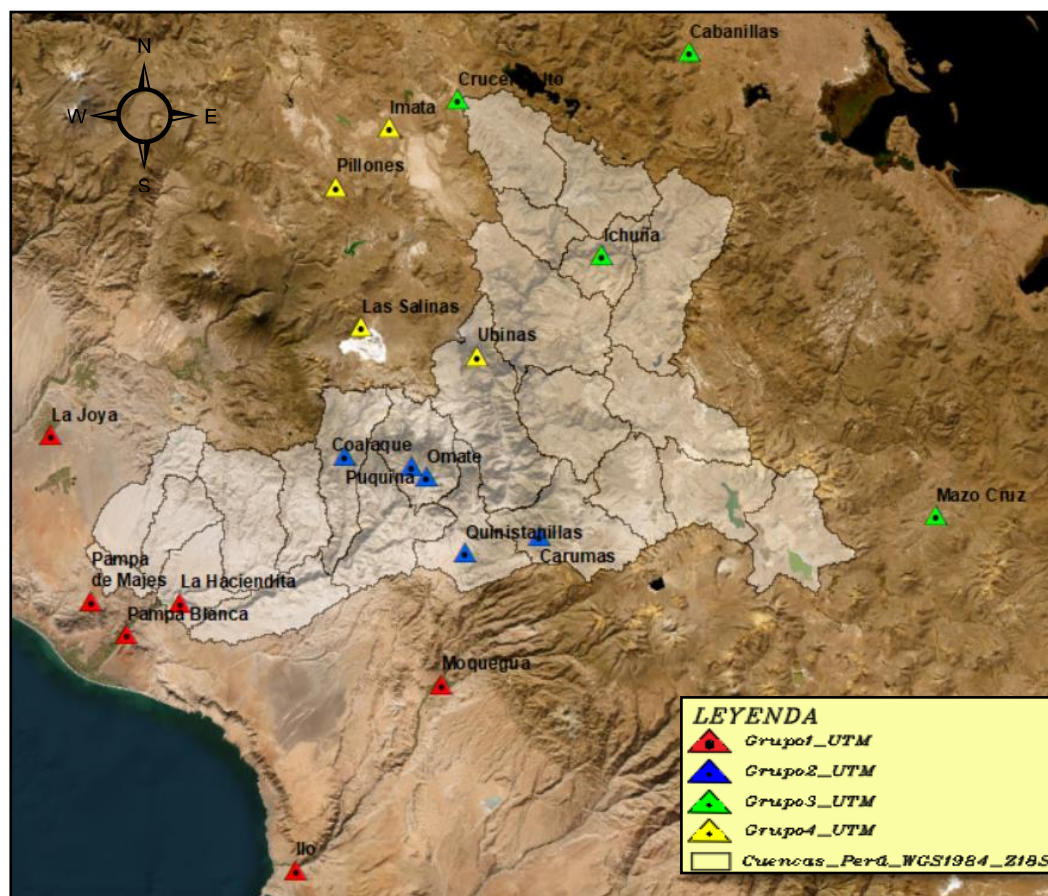 Cabanillas
N
Crucero Alto
Imata
W
E
Pillones
S
Ichuña
Las Salinas
Ubinas
La Joya
Coalaque
Omate
Puquina
Mazo Cruz
Quinistanillas
Carumas
Pampa
de Majes
La Haciendita
Pampa Blanca
Moquegua
Ilo
LEYENDA
Grupo1_UTM
Grupo2_UTM
Grupo3_UTM
Grupo4_UTM
Cuencas_Perú_WGS1984_Z18S